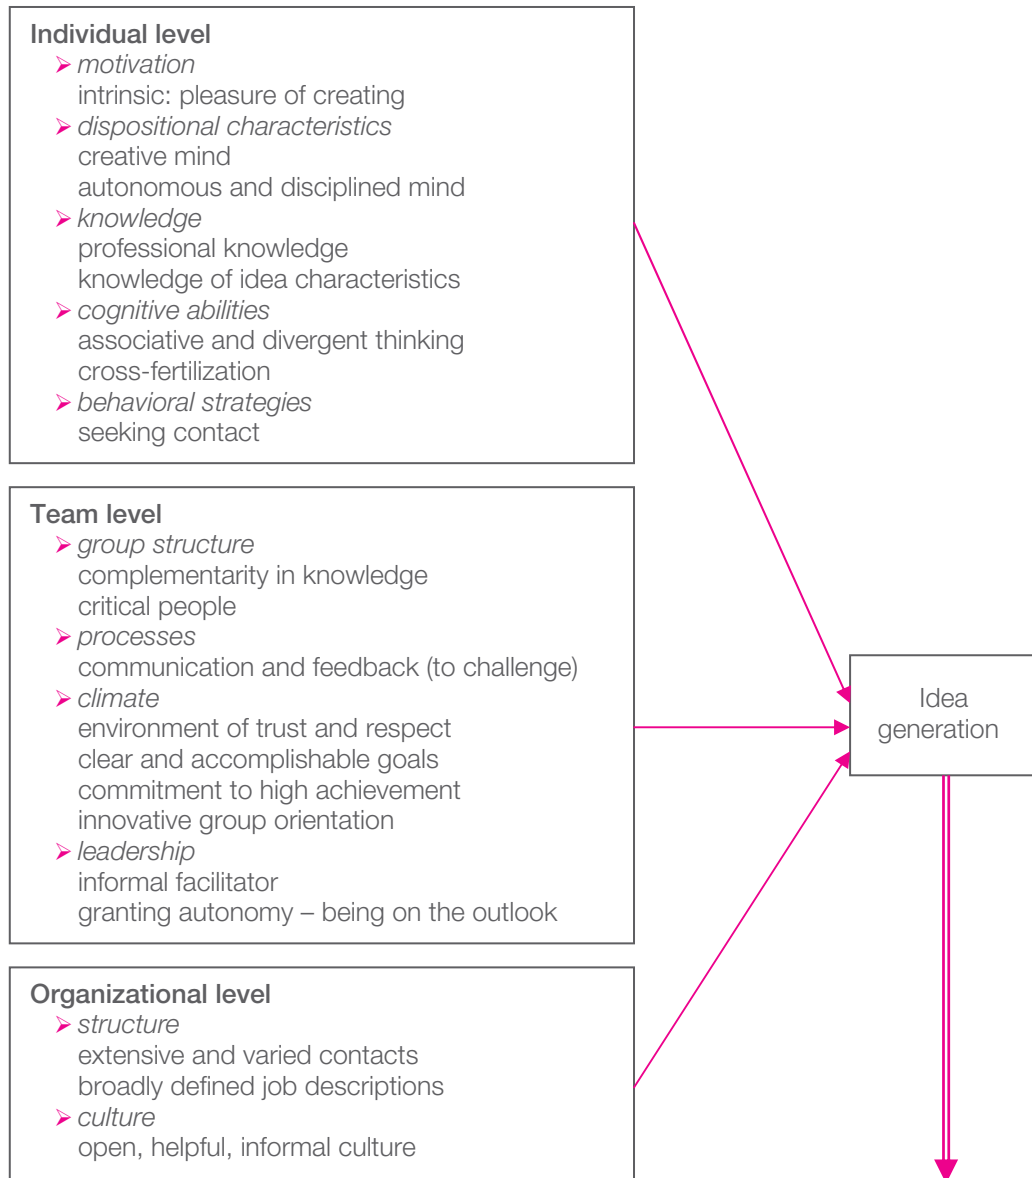 Individual level
➢ motivation
intrinsic: pleasure of creating
➢ dispositional characteristics
creative mind
autonomous and disciplined mind
➢ knowledge
professional knowledge
knowledge of idea characteristics
➢ cognitive abilities
associative and divergent thinking
cross-fertilization
➢ behavioral strategies
seeking contact
Team level
➢ group structure
complementarity in knowledge
critical people
➢ processes
communication and feedback (to challenge)
➢ climate
environment of trust and respect
clear and accomplishable goals
commitment to high achievement
innovative group orientation
➢ leadership
informal facilitator
granting autonomy – being on the outlook
Organizational level
➢ structure
extensive and varied contacts
broadly defined job descriptions
➢ culture
open, helpful, informal culture
Idea
generation